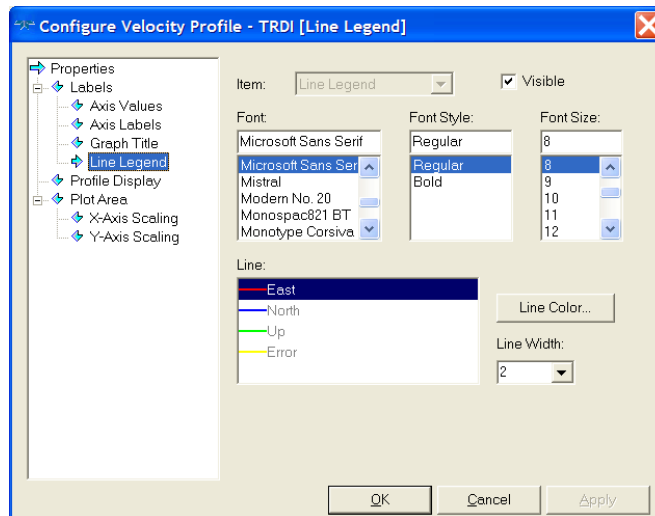 Configure Velocity Profile - TRDI [Line Legend]
Properties
Labels
Axis Values
Axis Labels
Graph Title
Line Legend
Profile Display
Plot Area
X-Axis Scaling
Y-Axis Scaling
Item: Line Legend Visible
Font: Font Style: Font Size:
Microsoft Sans Serif Regular 8
Microsoft Sans Ser Regular 8
Mistral Bold 9
Modern No. 20 10
Monospac821 BT 11
Monotype Corsiva 12
Line:
East
North
Up
Error
Line Color...
Line Width:
2
OK Cancel Apply